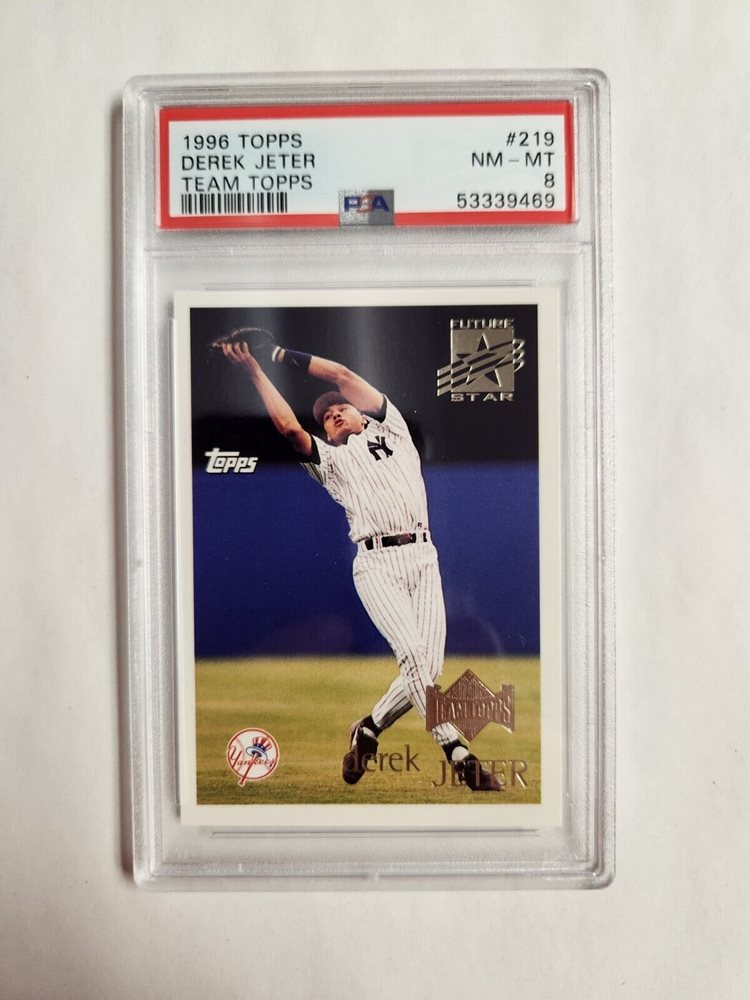 1996 TOPPS #219
DEREK JETER NM - MT
TEAM TOPPS 8
PSA 53339469
FUTURE
STAR
topps
NY
TEAM TOPPS
Yankees
derek JETER